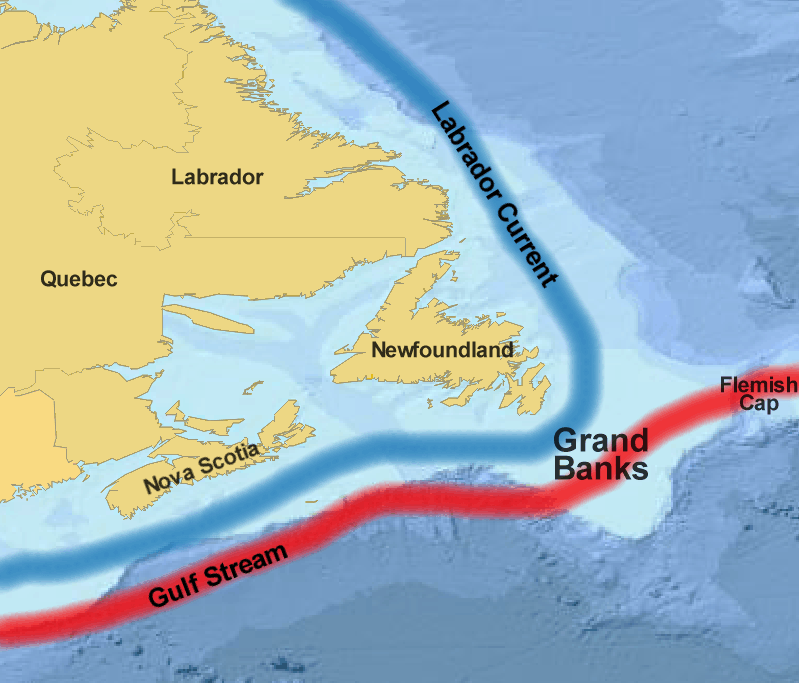 Labrador Current
Labrador
Quebec
Newfoundland
Flemish
Cap
Grand
Banks
Nova Scotia
Gulf Stream